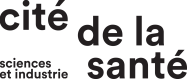 cité
de la
santé
sciences
et industrie